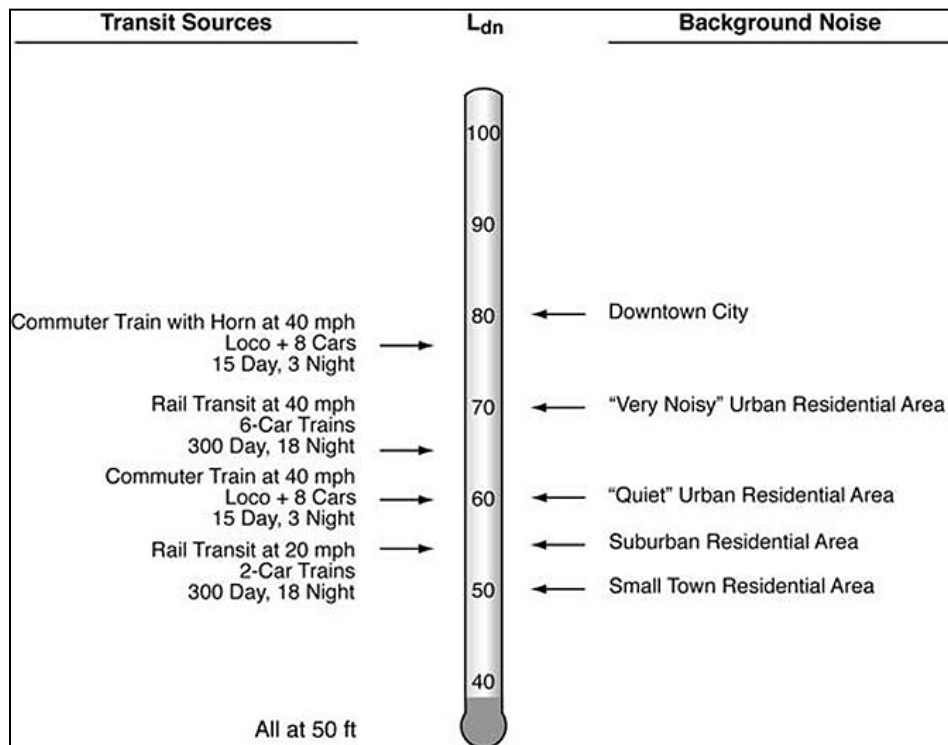 Transit Sources
L_dn
Background Noise
Commuter Train with Horn at 40 mph
Loco + 8 Cars
15 Day, 3 Night
Rail Transit at 40 mph
6-Car Trains
300 Day, 18 Night
Commuter Train at 40 mph
Loco + 8 Cars
15 Day, 3 Night
Rail Transit at 20 mph
2-Car Trains
300 Day, 18 Night
All at 50 ft
100
90
80
70
60
50
40
Downtown City
“Very Noisy” Urban Residential Area
“Quiet” Urban Residential Area
Suburban Residential Area
Small Town Residential Area